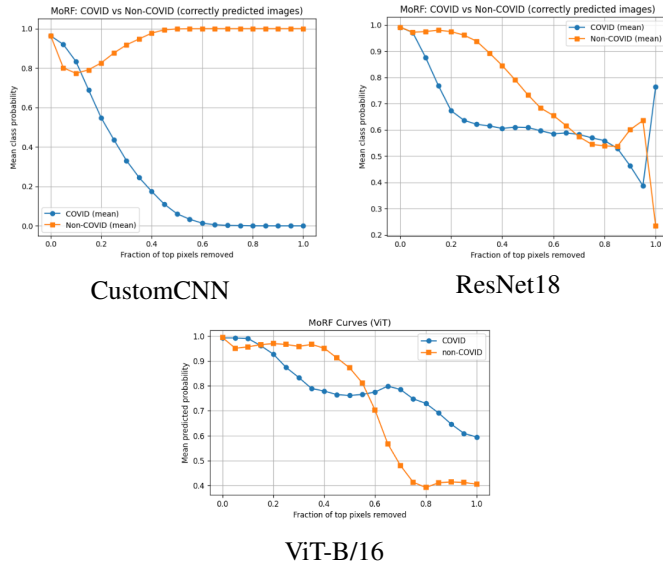 MoRF: COVID vs Non-COVID (correctly predicted images)
1.0
0.8
0.6
0.4
0.2
0.0
Mean class probability
COVID (mean)
Non-COVID (mean)
0.0 0.2 0.4 0.6 0.8 1.0
Fraction of top pixels removed
CustomCNN
MoRF: COVID vs Non-COVID (correctly predicted images)
1.0
0.9
0.8
0.7
0.6
0.5
0.4
0.3
0.2
Mean class probability
COVID (mean)
Non-COVID (mean)
0.0 0.2 0.4 0.6 0.8 1.0
Fraction of top pixels removed
ResNet18
MoRF Curves (ViT)
1.0
0.9
0.8
0.7
0.6
0.5
0.4
Mean predicted probability
COVID
non-COVID
0.0 0.2 0.4 0.6 0.8 1.0
Fraction of top pixels removed
ViT-B/16